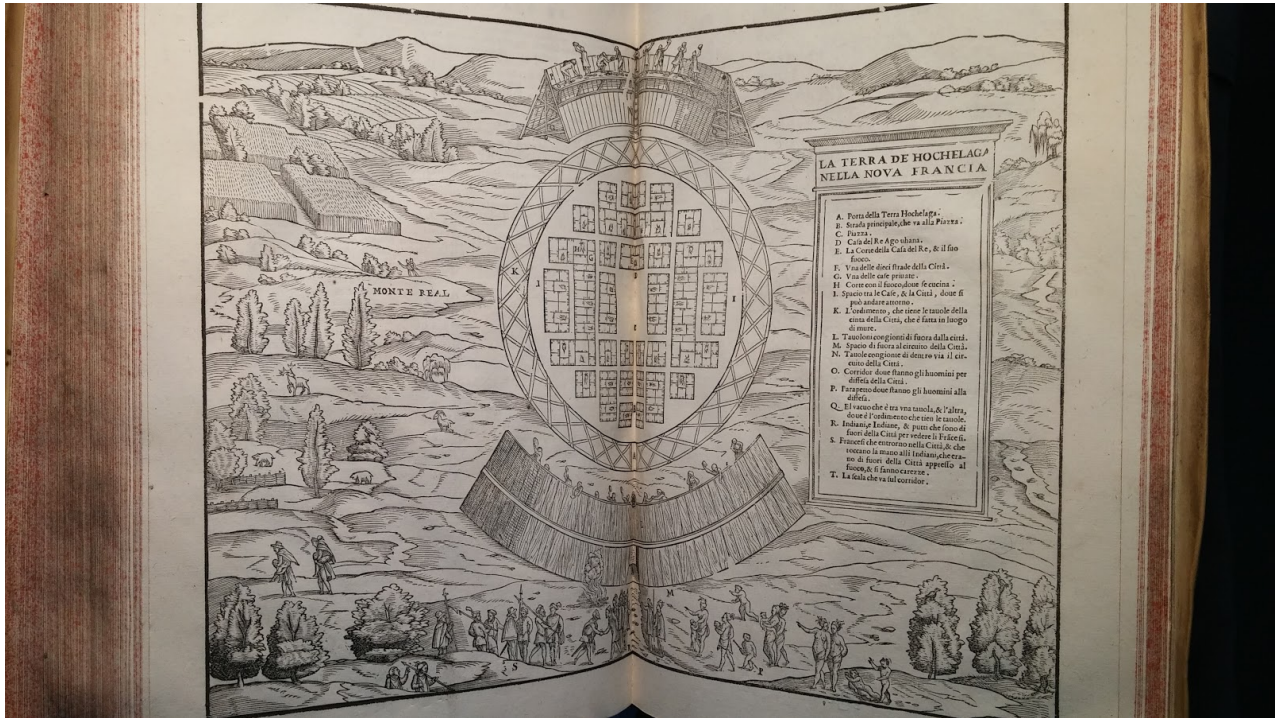 LA TERRA DE HOCHELAGA
NELLA NOVA FRANCIA
A. Porta della Terra Hochelaga.
B. Strada principale, che va alla Piazza.
C. Piazza.
D Casa del Re Agouhana.
E. La Corte della Casa del Re, & il suo
fuoco.
F. Vna delle dieci strade della Città.
G. Vna delle case priuate.
H Corte con il fuoco, doue se cucina.
I. Spacio tra le Case, & la Città, doue si
può andare attorno.
K. L'ordimento, che tiene le tauole della
cinta della Città, che è fatta in luogo
di mure.
L. Tauoloni congionti di fuora dalla città.
M. Spacio di fuora al circuito della Città.
N. Tauole congionte di dentro via il cir-
cuito della Città.
O. Corridor doue stanno gli huomini per
diffesa della Città.
P. Parapetto doue stanno gli huomini alla
diffesa.
Q El vacuo che è tra vna tauola, & l'altra,
doue è l'ordimento che tien le tauole.
R. Indiani, e Indiane, & putti che sono di
fuori della Città per vedere li Frãcesi.
S. Francesi che entrorno nella Città, & che
toccano la mano alli Indiani, che era-
no di fuori della Città appresso al
fuoco, & si fanno carezze.
T. La scala che va sul corridor.
MONTE REAL
K
I
I
M
S